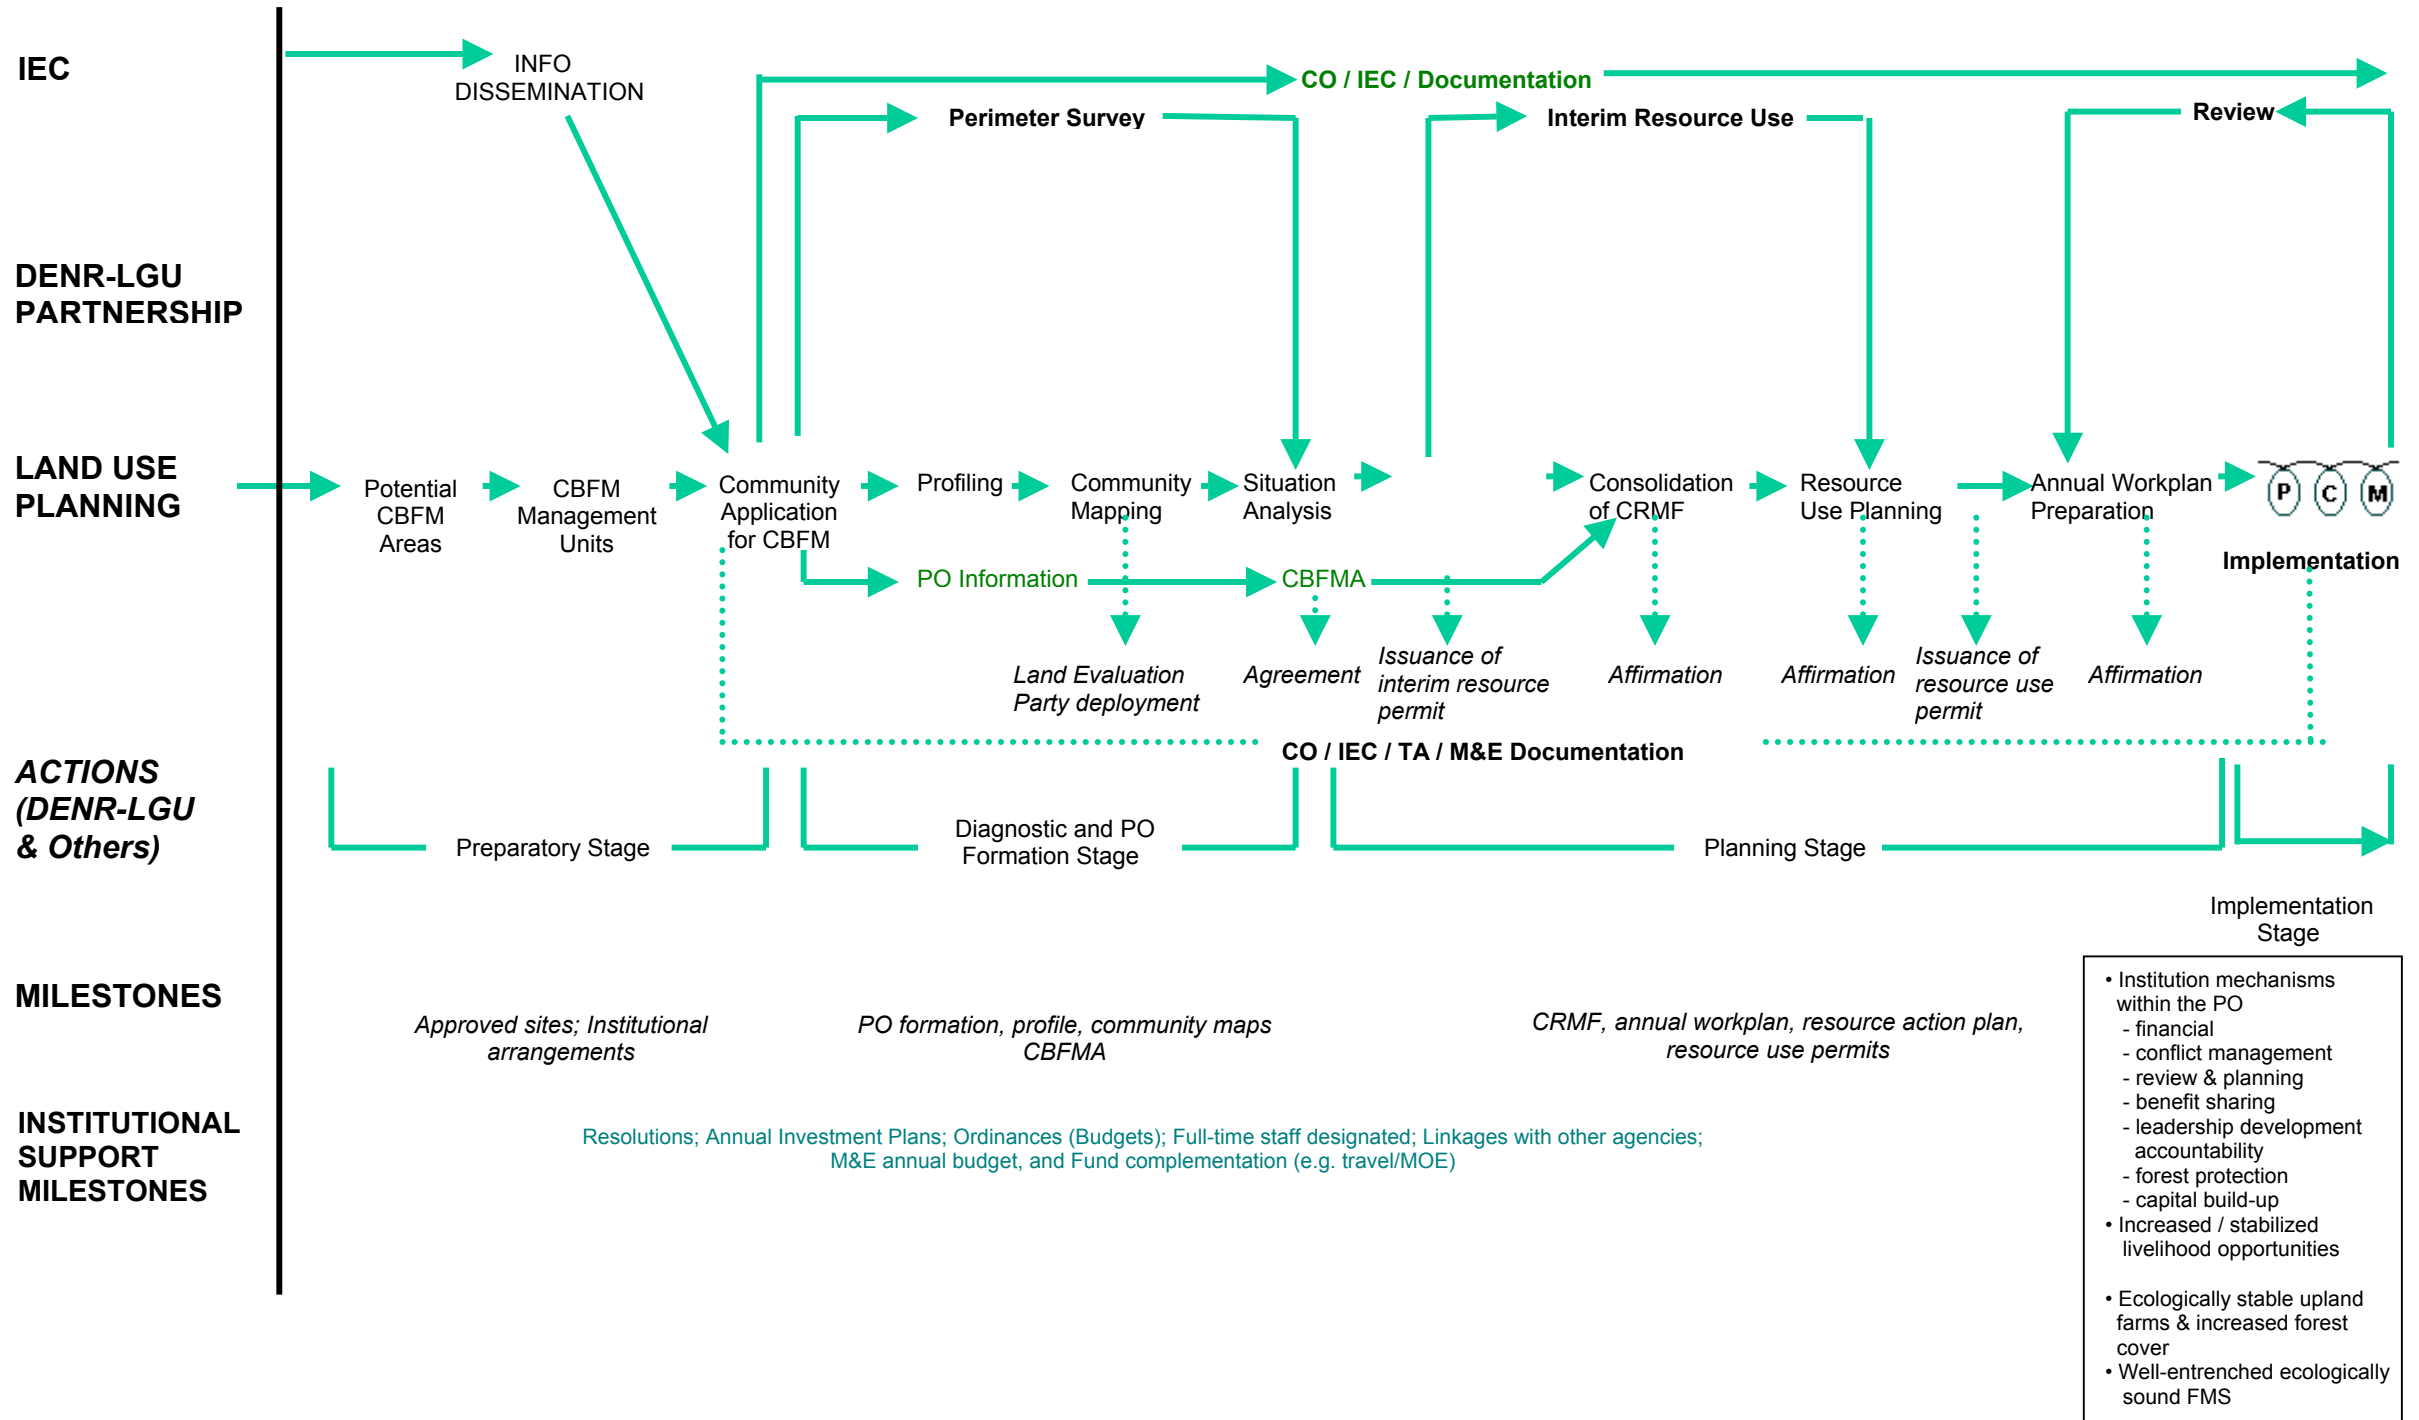 IEC
INFO
DISSEMINATION
CO / IEC / Documentation
Perimeter Survey
Interim Resource Use
Review
DENR-LGU
PARTNERSHIP
LAND USE
PLANNING
Potential
CBFM
Areas
CBFM
Management
Units
Community
Application
for CBFM
Profiling
Community
Mapping
Situation
Analysis
Consolidation
of CRMF
Resource
Use Planning
Annual Workplan
Preparation
P C M
Implementation
PO Information
CBFMA
Land Evaluation
Party deployment
Agreement
Issuance of
interim resource
permit
Affirmation
Affirmation
Issuance of
resource use
permit
Affirmation
CO / IEC / TA / M&E Documentation
ACTIONS
(DENR-LGU
& Others)
Preparatory Stage
Diagnostic and PO
Formation Stage
Planning Stage
Implementation
Stage
MILESTONES
Approved sites; Institutional
arrangements
PO formation, profile, community maps
CBFMA
CRMF, annual workplan, resource action plan,
resource use permits
• Institution mechanisms
within the PO
- financial
- conflict management
- review & planning
- benefit sharing
- leadership development
accountability
- forest protection
- capital build-up
• Increased / stabilized
livelihood opportunities
• Ecologically stable upland
farms & increased forest
cover
• Well-entrenched ecologically
sound FMS
INSTITUTIONAL
SUPPORT
MILESTONES
Resolutions; Annual Investment Plans; Ordinances (Budgets); Full-time staff designated; Linkages with other agencies;
M&E annual budget, and Fund complementation (e.g. travel/MOE)